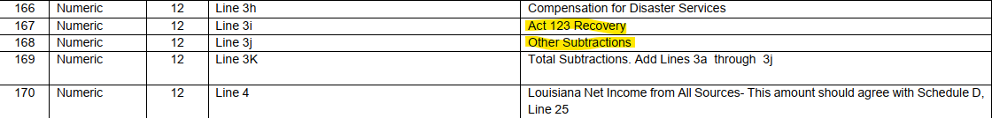 166 Numeric 12 Line 3h Compensation for Disaster Services
167 Numeric 12 Line 3i Act 123 Recovery
168 Numeric 12 Line 3j Other Subtractions
169 Numeric 12 Line 3K Total Subtractions. Add Lines 3a through 3j
170 Numeric 12 Line 4 Louisiana Net Income from All Sources- This amount should agree with Schedule D,
Line 25